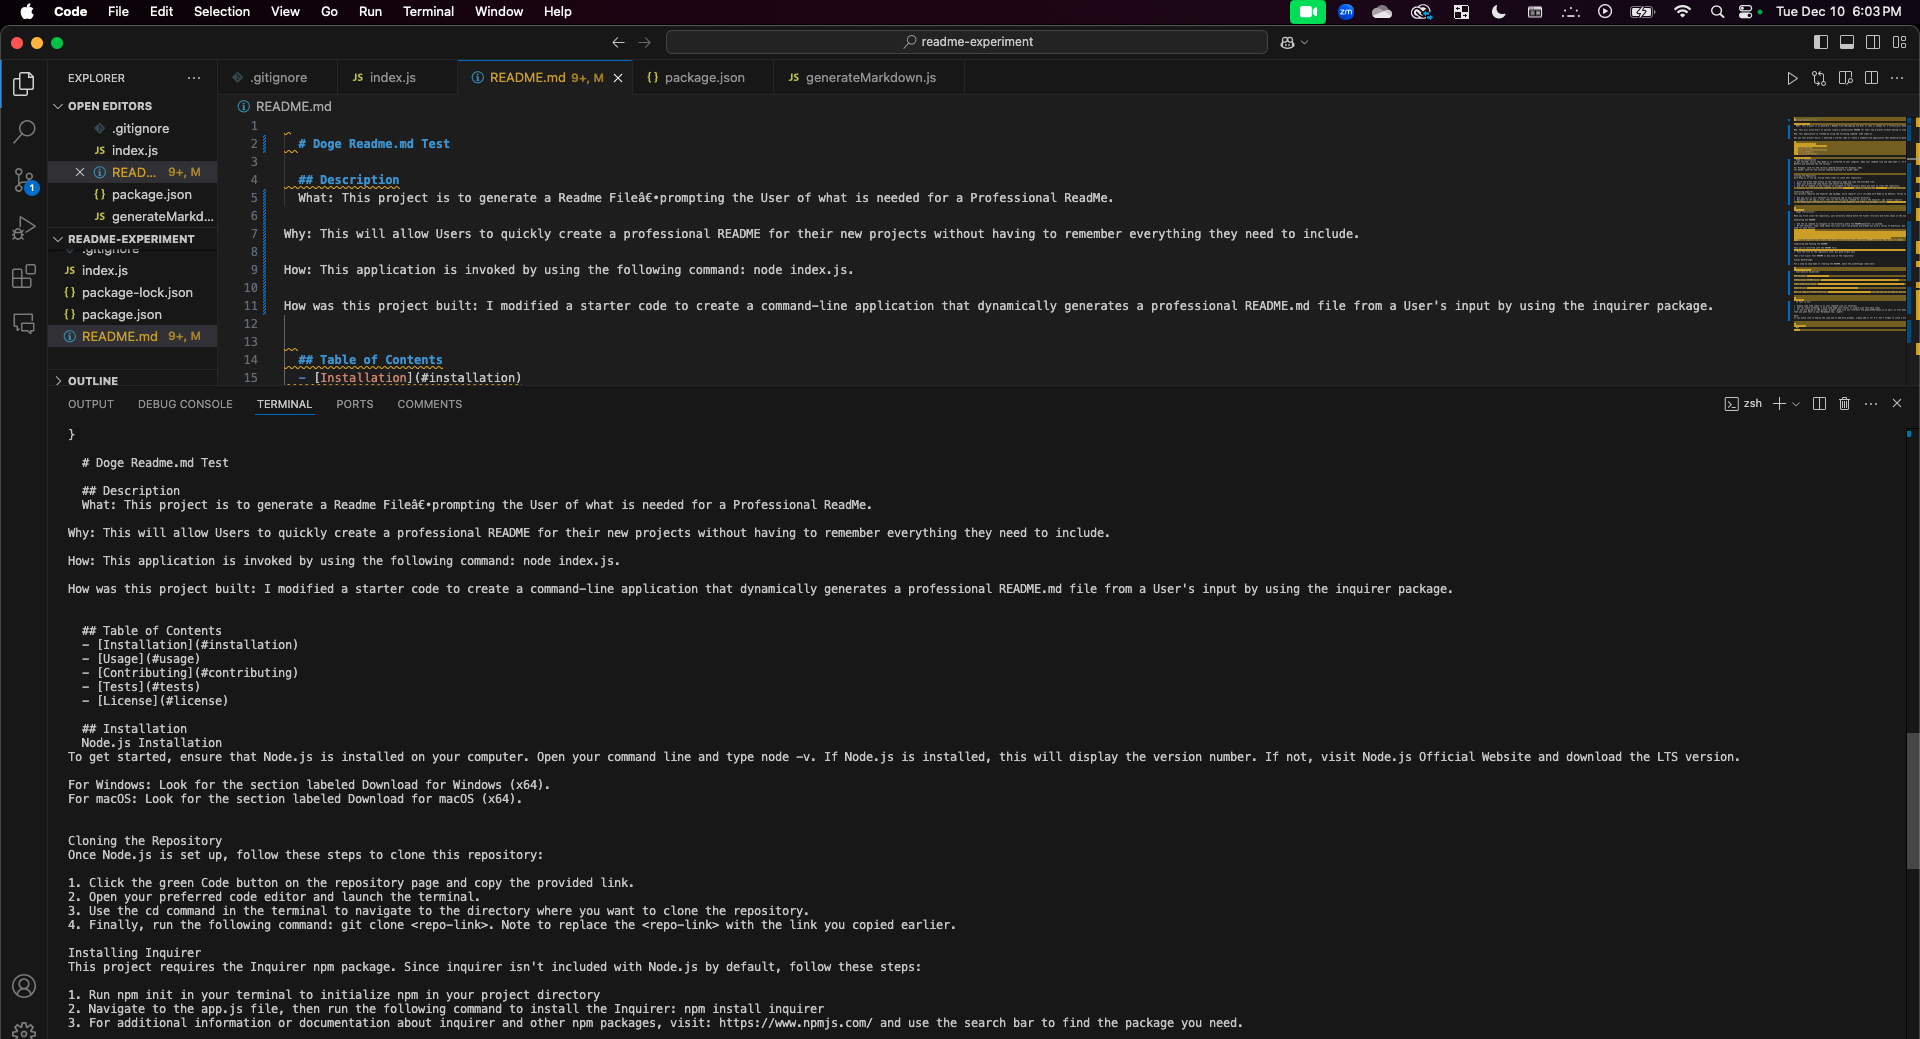 Code File Edit Selection View Go Run Terminal Window Help
zm
Tue Dec 10 6:03 PM
readme-experiment
EXPLORER
.gitignore
JS index.js
README.md 9+, M
{} package.json
JS generateMarkdown.js
OPEN EDITORS
.gitignore
JS index.js
READ... 9+, M
{} package.json
JS generateMarkd...
README-EXPERIMENT
.gitignore
JS index.js
{} package-lock.json
{} package.json
README.md 9+, M
OUTLINE
1
README.md
1
2 # Doge Readme.md Test
3
4 ## Description
5 What: This project is to generate a Readme Fileâ€•prompting the User of what is needed for a Professional ReadMe.
6
7 Why: This will allow Users to quickly create a professional README for their new projects without having to remember everything they need to include.
8
9 How: This application is invoked by using the following command: node index.js.
10
11 How was this project built: I modified a starter code to create a command-line application that dynamically generates a professional README.md file from a User's input by using the inquirer package.
12
13
14 ## Table of Contents
15 - [Installation](#installation)
OUTPUT DEBUG CONSOLE TERMINAL PORTS COMMENTS
zsh
}
# Doge Readme.md Test
## Description
What: This project is to generate a Readme Fileâ€•prompting the User of what is needed for a Professional ReadMe.
Why: This will allow Users to quickly create a professional README for their new projects without having to remember everything they need to include.
How: This application is invoked by using the following command: node index.js.
How was this project built: I modified a starter code to create a command-line application that dynamically generates a professional README.md file from a User's input by using the inquirer package.
## Table of Contents
- [Installation](#installation)
- [Usage](#usage)
- [Contributing](#contributing)
- [Tests](#tests)
- [License](#license)
## Installation
Node.js Installation
To get started, ensure that Node.js is installed on your computer. Open your command line and type node -v. If Node.js is installed, this will display the version number. If not, visit Node.js Official Website and download the LTS version.
For Windows: Look for the section labeled Download for Windows (x64).
For macOS: Look for the section labeled Download for macOS (x64).
Cloning the Repository
Once Node.js is set up, follow these steps to clone this repository:
1. Click the green Code button on the repository page and copy the provided link.
2. Open your preferred code editor and launch the terminal.
3. Use the cd command in the terminal to navigate to the directory where you want to clone the repository.
4. Finally, run the following command: git clone <repo-link>. Note to replace the <repo-link> with the link you copied earlier.
Installing Inquirer
This project requires the Inquirer npm package. Since inquirer isn't included with Node.js by default, follow these steps:
1. Run npm init in your terminal to initialize npm in your project directory
2. Navigate to the app.js file, then run the following command to install the Inquirer: npm install inquirer
3. For additional information or documentation about inquirer and other npm packages, visit: https://www.npmjs.com/ and use the search bar to find the package you need.